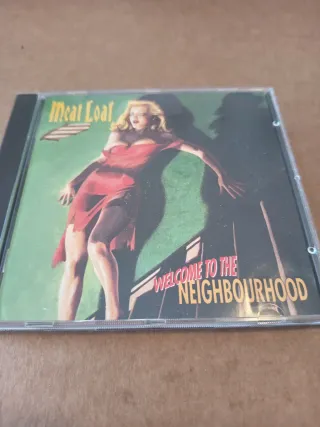 Meat Loaf
WELCOME TO THE
NEIGHBOURHOOD